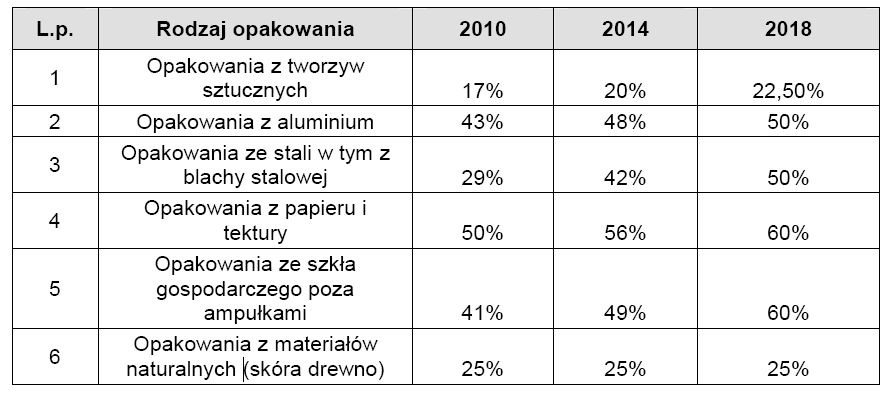 L.p. Rodzaj opakowania 2010 2014 2018
1 Opakowania z tworzyw
sztucznych 17% 20% 22,50%
2 Opakowania z aluminium 43% 48% 50%
3 Opakowania ze stali w tym z
blachy stalowej 29% 42% 50%
4 Opakowania z papieru i
tektury 50% 56% 60%
5 Opakowania ze szkła
gospodarczego poza
ampułkami 41% 49% 60%
6 Opakowania z materiałów
naturalnych (skóra drewno) 25% 25% 25%